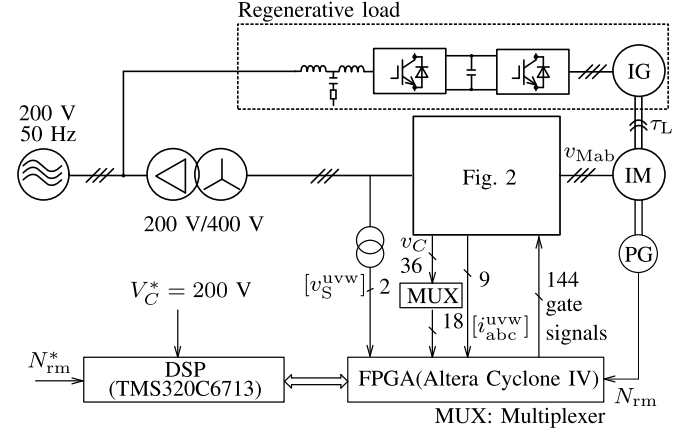 Regenerative load
IG
200 V
50 Hz
τ_L
v_Mab
Fig. 2
IM
200 V/400 V
v_C
36
9
144
gate
signals
PG
[v_S^uvw]
2
MUX
V_C^* = 200 V
18
[i_abc^uvw]
N_rm^*
DSP
(TMS320C6713)
FPGA(Altera Cyclone IV)
N_rm
MUX: Multiplexer